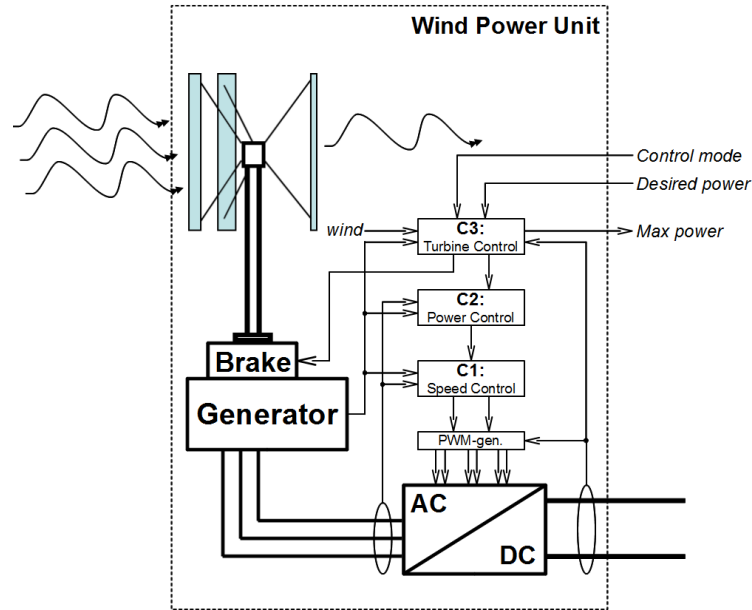 Wind Power Unit
Control mode
Desired power
wind
C3:
Turbine Control
Max power
C2:
Power Control
Brake
C1:
Speed Control
Generator
PWM-gen.
AC
DC